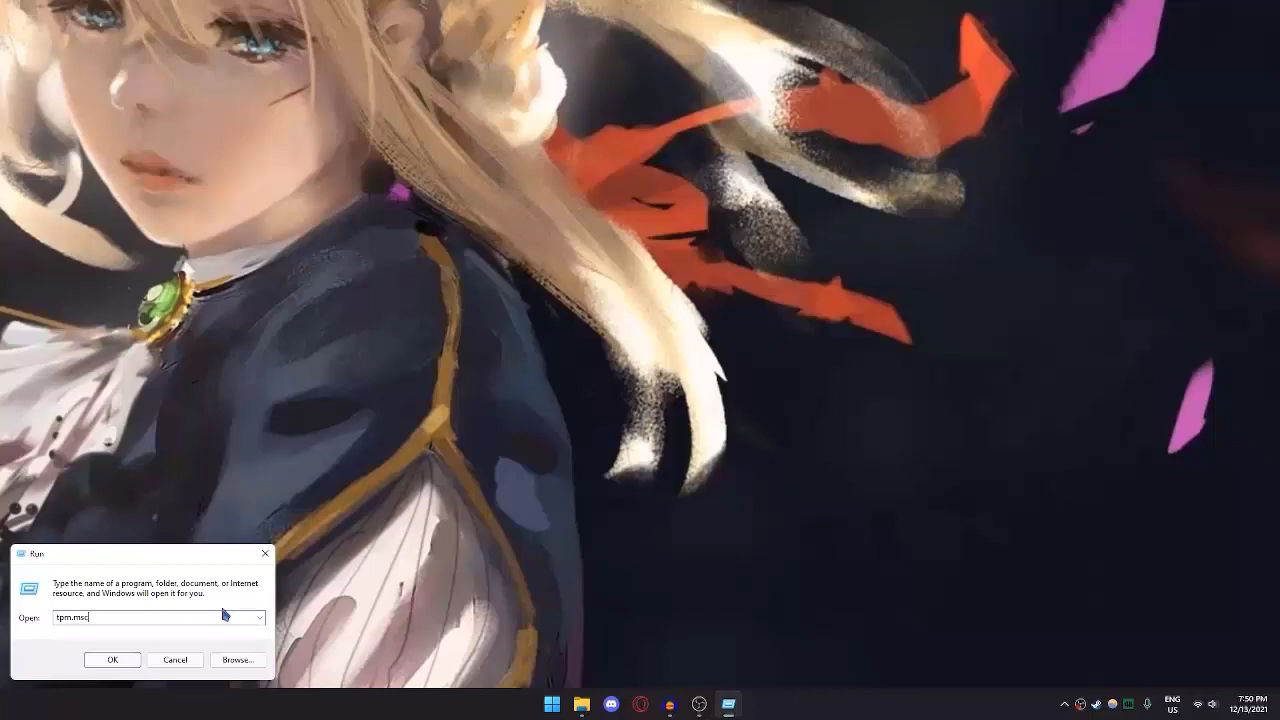 Run
Type the name of a program, folder, document, or Internet
resource, and Windows will open it for you.
Open: tpm.msc
OK Cancel Browse...
ENG
US
7:50 PM
12/13/2021